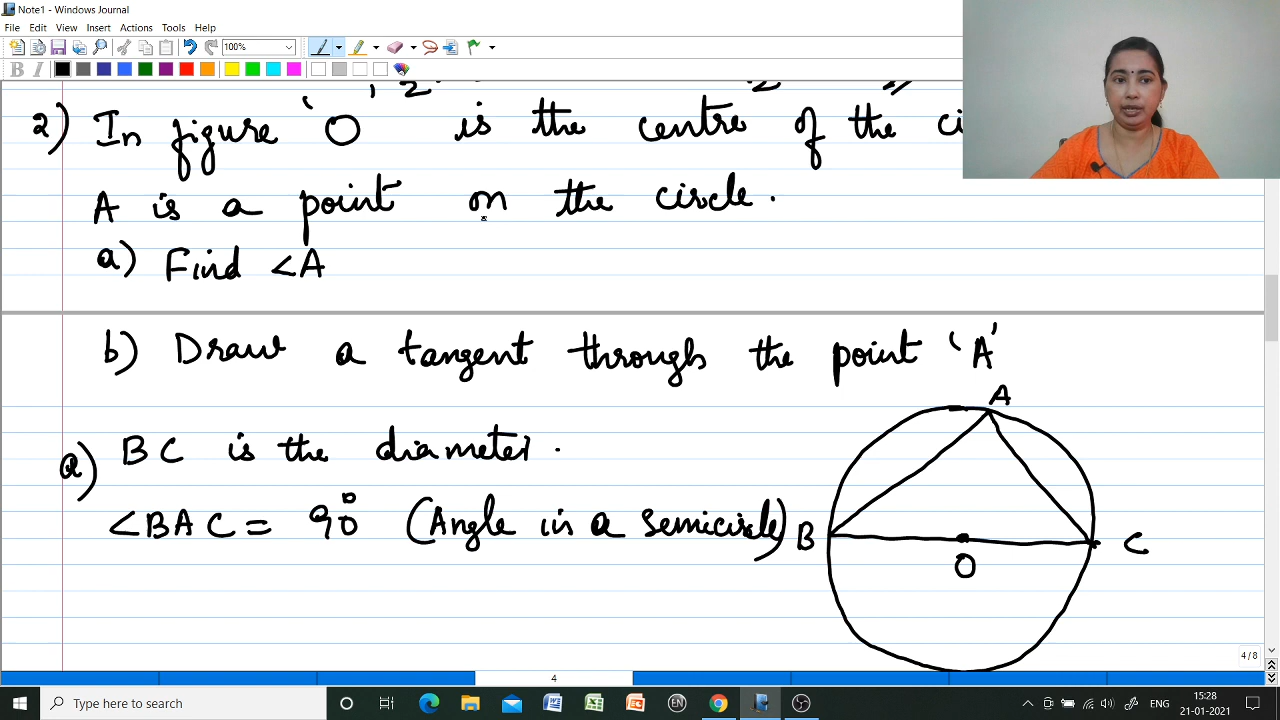 Note1 - Windows Journal
File Edit View Insert Actions Tools Help
100%
2) In figure 'O' is the centre of the ci
A is a point on the circle.
a) Find ∠A
b) Draw a tangent through the point 'A'
A
a) BC is the diameter.
∠BAC = 90° (Angle in a semicircle)
B
C
O
4/8
4
Type here to search
ENG
15:28
21-01-2021